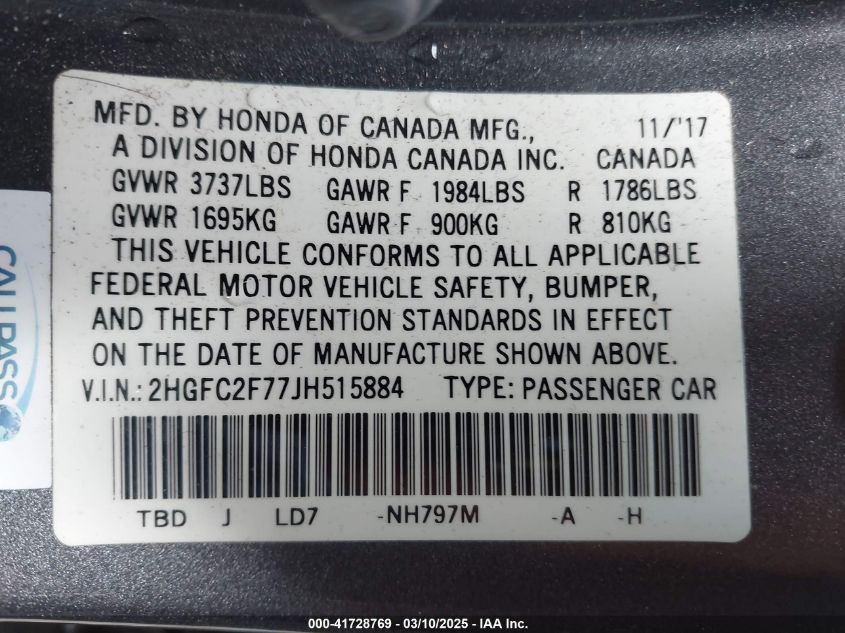 MFD. BY HONDA OF CANADA MFG., 11/'17
A DIVISION OF HONDA CANADA INC. CANADA
GVWR 3737LBS GAWR F 1984LBS R 1786LBS
GVWR 1695KG GAWR F 900KG R 810KG
THIS VEHICLE CONFORMS TO ALL APPLICABLE
FEDERAL MOTOR VEHICLE SAFETY, BUMPER,
AND THEFT PREVENTION STANDARDS IN EFFECT
ON THE DATE OF MANUFACTURE SHOWN ABOVE.
V.I.N.: 2HGFC2F77JH515884 TYPE: PASSENGER CAR
TBD J LD7 -NH797M -A -H
CALLPASS
000-41728769 — 03/10/2025 — IAA Inc.